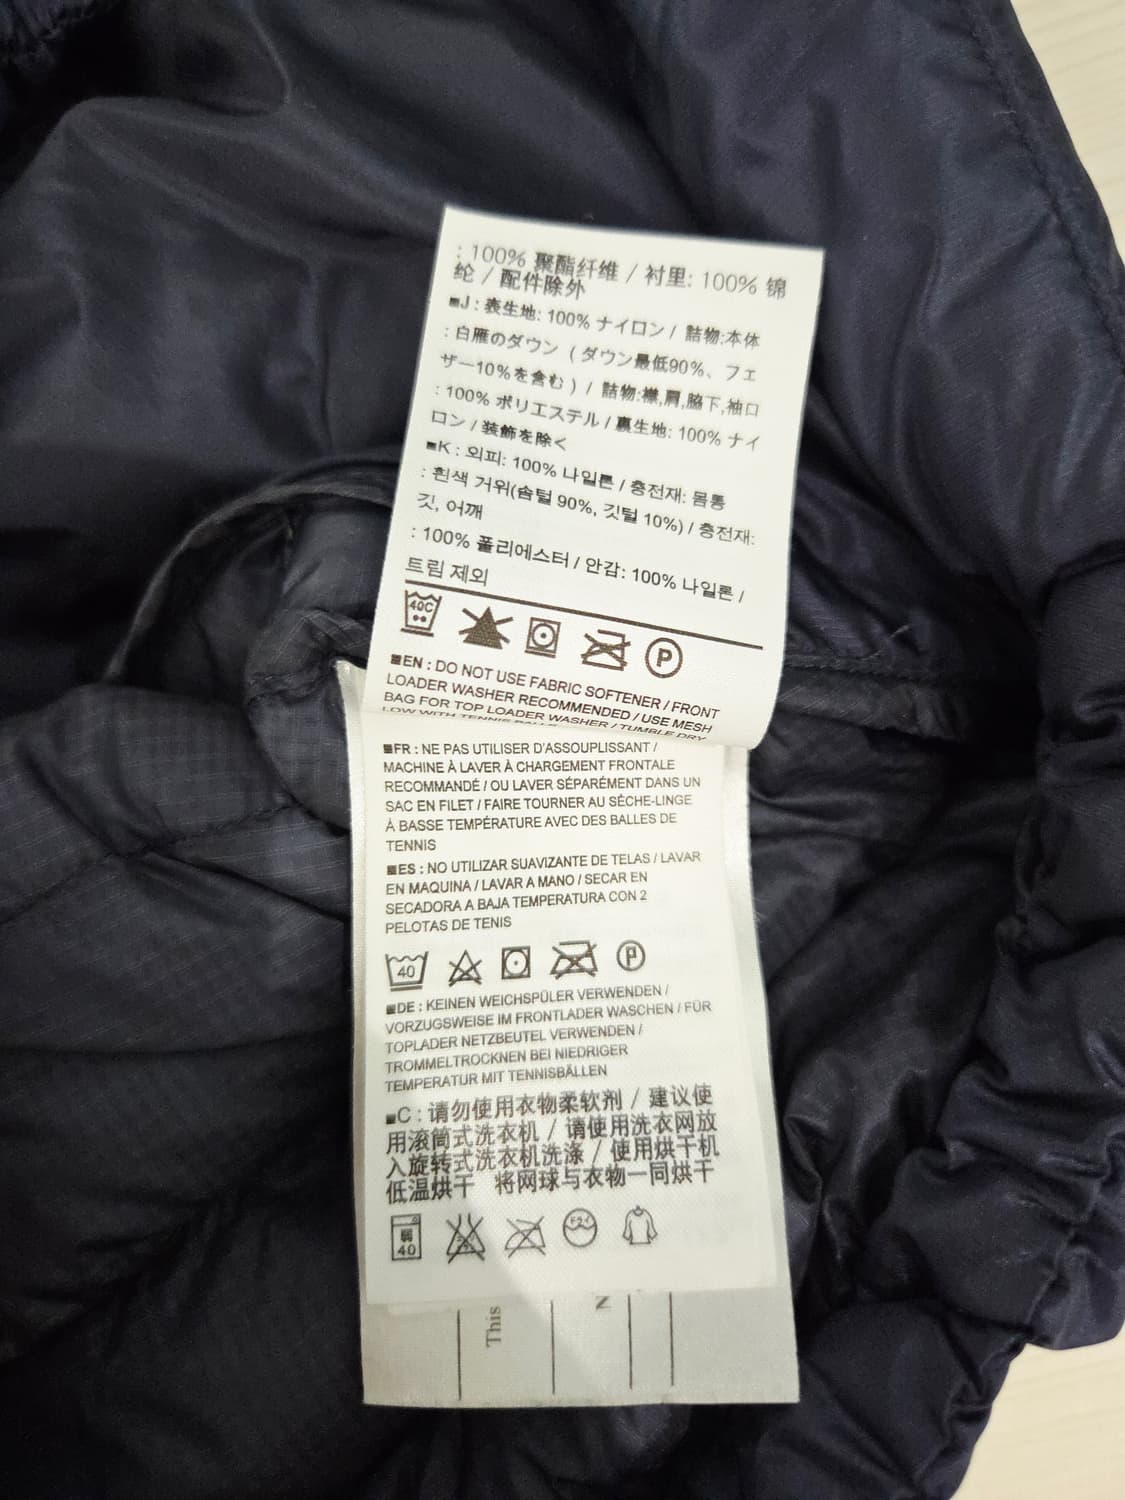 : 100% 聚酯纤维 / 衬里: 100% 锦
纶 / 配件除外
■J : 表生地: 100% ナイロン / 詰物:本体
: 白雁のダウン ( ダウン最低90%、フェ
ザー10%を含む ) / 詰物:襟,肩,脇下,袖口
: 100% ポリエステル / 裏生地: 100% ナイ
ロン / 装飾を除く
■K : 외피: 100% 나일론 / 충전재: 몸통
: 흰색 거위(솜털 90%, 깃털 10%) / 충전재:
깃, 어깨
: 100% 폴리에스터 / 안감: 100% 나일론 /
트림 제외
40C
P
■EN : DO NOT USE FABRIC SOFTENER / FRONT
LOADER WASHER RECOMMENDED / USE MESH
BAG FOR TOP LOADER WASHER / TUMBLE DRY
LOW WITH TENNIS BALLS
■FR : NE PAS UTILISER D'ASSOUPLISSANT /
MACHINE À LAVER À CHARGEMENT FRONTALE
RECOMMANDÉ / OU LAVER SÉPARÉMENT DANS UN
SAC EN FILET / FAIRE TOURNER AU SÈCHE-LINGE
À BASSE TEMPÉRATURE AVEC DES BALLES DE
TENNIS
■ES : NO UTILIZAR SUAVIZANTE DE TELAS / LAVAR
EN MAQUINA / LAVAR A MANO / SECAR EN
SECADORA A BAJA TEMPERATURA CON 2
PELOTAS DE TENIS
40
P
■DE : KEINEN WEICHSPÜLER VERWENDEN /
VORZUGSWEISE IM FRONTLADER WASCHEN / FÜR
TOPLADER NETZBEUTEL VERWENDEN /
TROMMELTROCKNEN BEI NIEDRIGER
TEMPERATUR MIT TENNISBÄLLEN
■C : 请勿使用衣物柔软剂 / 建议使
用滚筒式洗衣机 / 请使用洗衣网放
入旋转式洗衣机洗涤 / 使用烘干机
低温烘干 将网球与衣物一同烘干
弱
40
ドライ
This
N